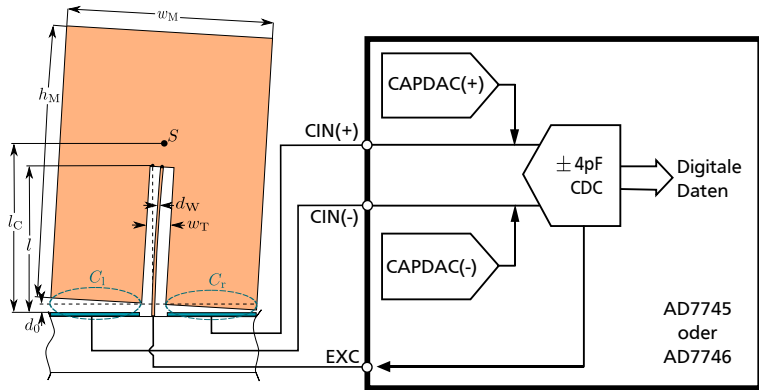 w_M
h_M
S
l_C
l
d_W
w_T
C_l
C_r
d_0
CAPDAC(+)
CIN(+)
± 4pF
CDC
Digitale
Daten
CIN(-)
CAPDAC(-)
AD7745
oder
AD7746
EXC